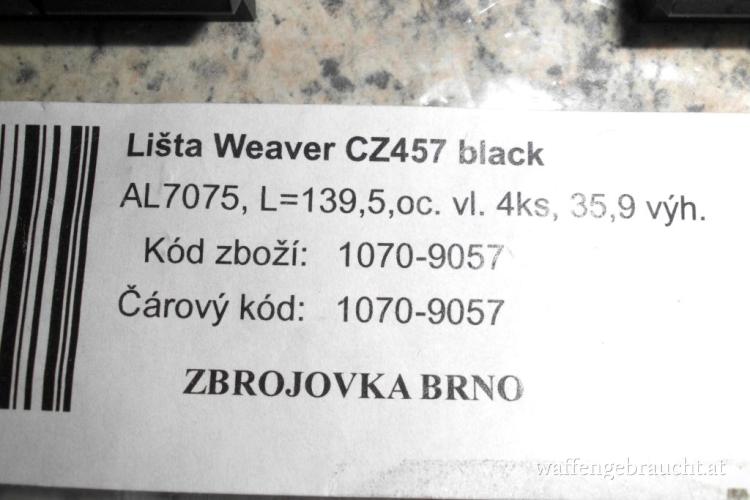 Lišta Weaver CZ457 black
AL7075, L=139,5,oc. vl. 4ks, 35,9 výh.
Kód zboží: 1070-9057
Čárový kód: 1070-9057
ZBROJOVKA BRNO
waffengebraucht.at